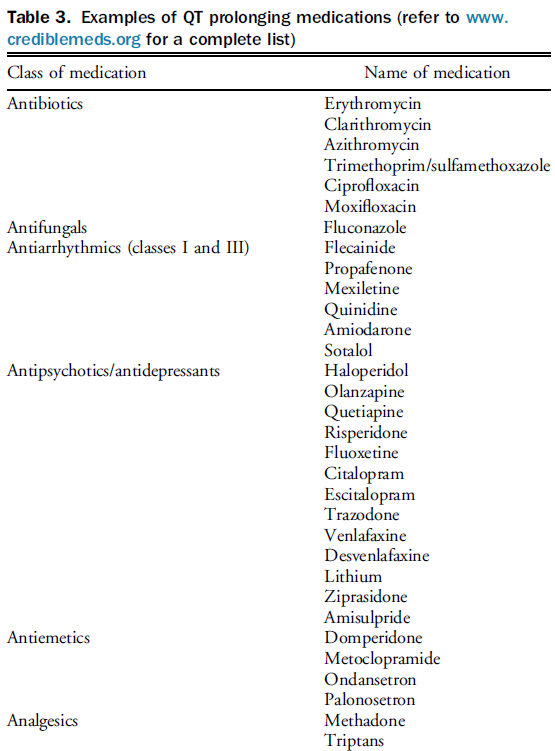 Table 3. Examples of QT prolonging medications (refer to www.
crediblemeds.org for a complete list)
Class of medication Name of medication
Antibiotics Erythromycin
Clarithromycin
Azithromycin
Trimethoprim/sulfamethoxazole
Ciprofloxacin
Moxifloxacin
Antifungals Fluconazole
Antiarrhythmics (classes I and III) Flecainide
Propafenone
Mexiletine
Quinidine
Amiodarone
Sotalol
Antipsychotics/antidepressants Haloperidol
Olanzapine
Quetiapine
Risperidone
Fluoxetine
Citalopram
Escitalopram
Trazodone
Venlafaxine
Desvenlafaxine
Lithium
Ziprasidone
Amisulpride
Antiemetics Domperidone
Metoclopramide
Ondansetron
Palonosetron
Analgesics Methadone
Triptans